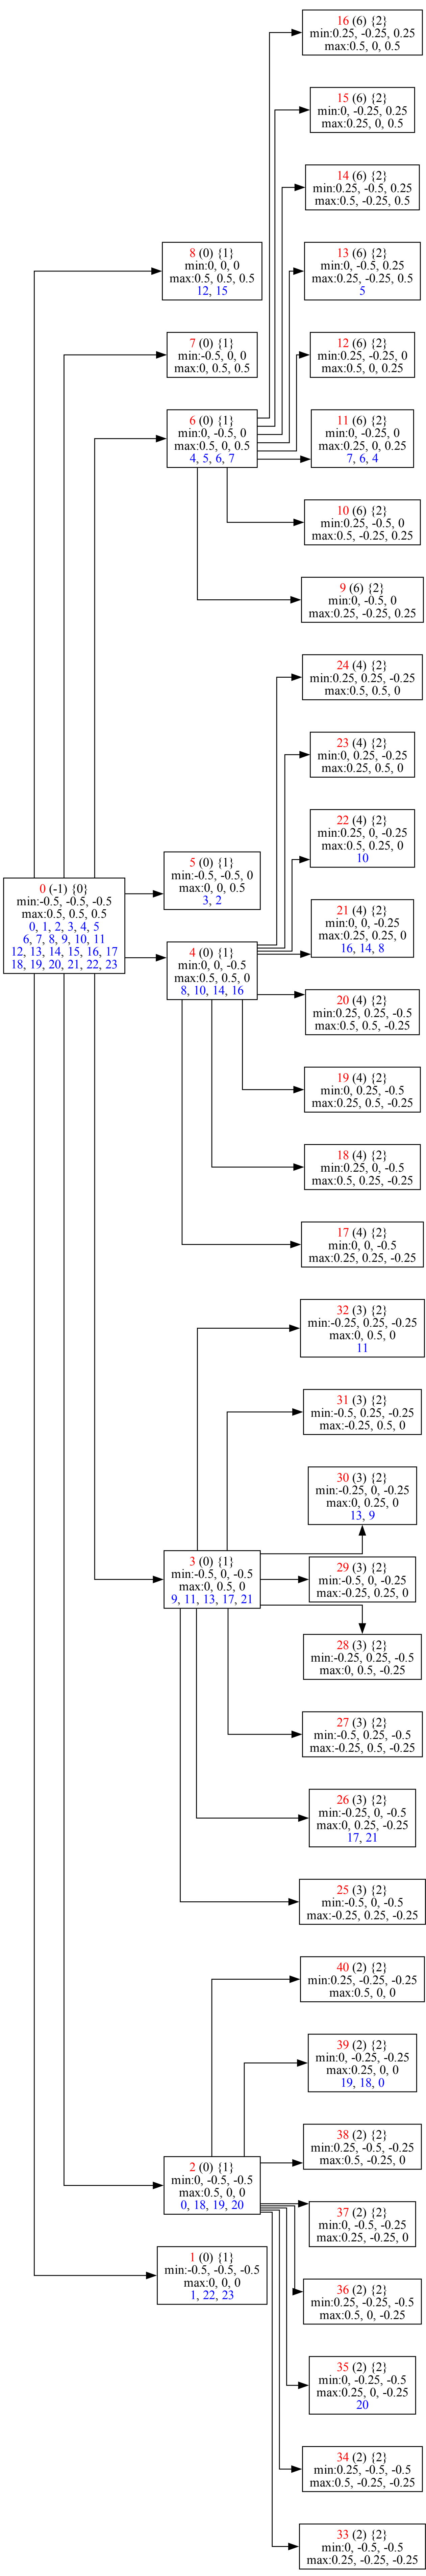 16 (6) {2}
min:0.25, -0.25, 0.25
max:0.5, 0, 0.5
15 (6) {2}
min:0, -0.25, 0.25
max:0.25, 0, 0.5
14 (6) {2}
min:0.25, -0.5, 0.25
max:0.5, -0.25, 0.5
8 (0) {1}
min:0, 0, 0
max:0.5, 0.5, 0.5
12, 15
13 (6) {2}
min:0, -0.5, 0.25
max:0.25, -0.25, 0.5
5
7 (0) {1}
min:-0.5, 0, 0
max:0, 0.5, 0.5
12 (6) {2}
min:0.25, -0.25, 0
max:0.5, 0, 0.25
6 (0) {1}
min:0, -0.5, 0
max:0.5, 0, 0.5
4, 5, 6, 7
11 (6) {2}
min:0, -0.25, 0
max:0.25, 0, 0.25
7, 6, 4
10 (6) {2}
min:0.25, -0.5, 0
max:0.5, -0.25, 0.25
9 (6) {2}
min:0, -0.5, 0
max:0.25, -0.25, 0.25
24 (4) {2}
min:0.25, 0.25, -0.25
max:0.5, 0.5, 0
23 (4) {2}
min:0, 0.25, -0.25
max:0.25, 0.5, 0
22 (4) {2}
min:0.25, 0, -0.25
max:0.5, 0.25, 0
10
5 (0) {1}
min:-0.5, -0.5, 0
max:0, 0, 0.5
3, 2
0 (-1) {0}
min:-0.5, -0.5, -0.5
max:0.5, 0.5, 0.5
0, 1, 2, 3, 4, 5
6, 7, 8, 9, 10, 11
12, 13, 14, 15, 16, 17
18, 19, 20, 21, 22, 23
21 (4) {2}
min:0, 0, -0.25
max:0.25, 0.25, 0
16, 14, 8
4 (0) {1}
min:0, 0, -0.5
max:0.5, 0.5, 0
8, 10, 14, 16
20 (4) {2}
min:0.25, 0.25, -0.5
max:0.5, 0.5, -0.25
19 (4) {2}
min:0, 0.25, -0.5
max:0.25, 0.5, -0.25
18 (4) {2}
min:0.25, 0, -0.5
max:0.5, 0.25, -0.25
17 (4) {2}
min:0, 0, -0.5
max:0.25, 0.25, -0.25
32 (3) {2}
min:-0.25, 0.25, -0.25
max:0, 0.5, 0
11
31 (3) {2}
min:-0.5, 0.25, -0.25
max:-0.25, 0.5, 0
30 (3) {2}
min:-0.25, 0, -0.25
max:0, 0.25, 0
13, 9
3 (0) {1}
min:-0.5, 0, -0.5
max:0, 0.5, 0
9, 11, 13, 17, 21
29 (3) {2}
min:-0.5, 0, -0.25
max:-0.25, 0.25, 0
28 (3) {2}
min:-0.25, 0.25, -0.5
max:0, 0.5, -0.25
27 (3) {2}
min:-0.5, 0.25, -0.5
max:-0.25, 0.5, -0.25
26 (3) {2}
min:-0.25, 0, -0.5
max:0, 0.25, -0.25
17, 21
25 (3) {2}
min:-0.5, 0, -0.5
max:-0.25, 0.25, -0.25
40 (2) {2}
min:0.25, -0.25, -0.25
max:0.5, 0, 0
39 (2) {2}
min:0, -0.25, -0.25
max:0.25, 0, 0
19, 18, 0
38 (2) {2}
min:0.25, -0.5, -0.25
max:0.5, -0.25, 0
2 (0) {1}
min:0, -0.5, -0.5
max:0.5, 0, 0
0, 18, 19, 20
37 (2) {2}
min:0, -0.5, -0.25
max:0.25, -0.25, 0
1 (0) {1}
min:-0.5, -0.5, -0.5
max:0, 0, 0
1, 22, 23
36 (2) {2}
min:0.25, -0.25, -0.5
max:0.5, 0, -0.25
35 (2) {2}
min:0, -0.25, -0.5
max:0.25, 0, -0.25
20
34 (2) {2}
min:0.25, -0.5, -0.5
max:0.5, -0.25, -0.25
33 (2) {2}
min:0, -0.5, -0.5
max:0.25, -0.25, -0.25